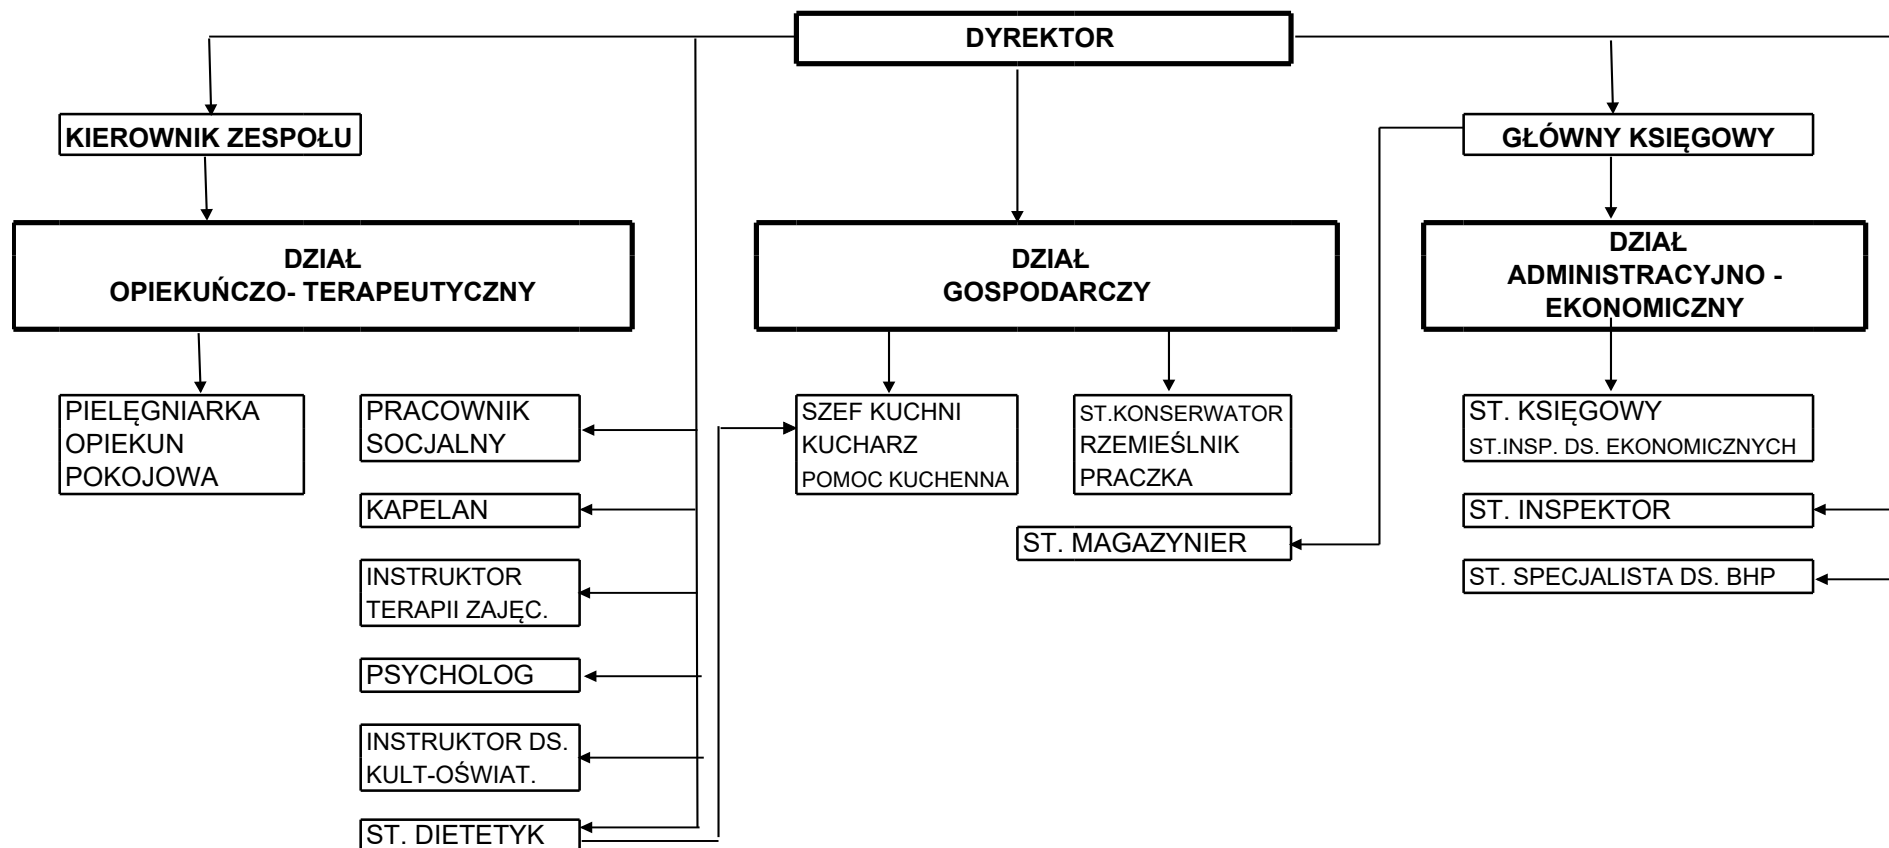 DYREKTOR
KIEROWNIK ZESPOŁU
GŁÓWNY KSIĘGOWY
DZIAŁ
OPIEKUŃCZO- TERAPEUTYCZNY
DZIAŁ
GOSPODARCZY
DZIAŁ
ADMINISTRACYJNO -
EKONOMICZNY
PIELĘGNIARKA
OPIEKUN
POKOJOWA
PRACOWNIK
SOCJALNY
SZEF KUCHNI
KUCHARZ
POMOC KUCHENNA
ST.KONSERWATOR
RZEMIEŚLNIK
PRACZKA
ST. KSIĘGOWY
ST.INSP. DS. EKONOMICZNYCH
KAPELAN
ST. INSPEKTOR
ST. MAGAZYNIER
INSTRUKTOR
TERAPII ZAJĘC.
ST. SPECJALISTA DS. BHP
PSYCHOLOG
INSTRUKTOR DS.
KULT-OŚWIAT.
ST. DIETETYK